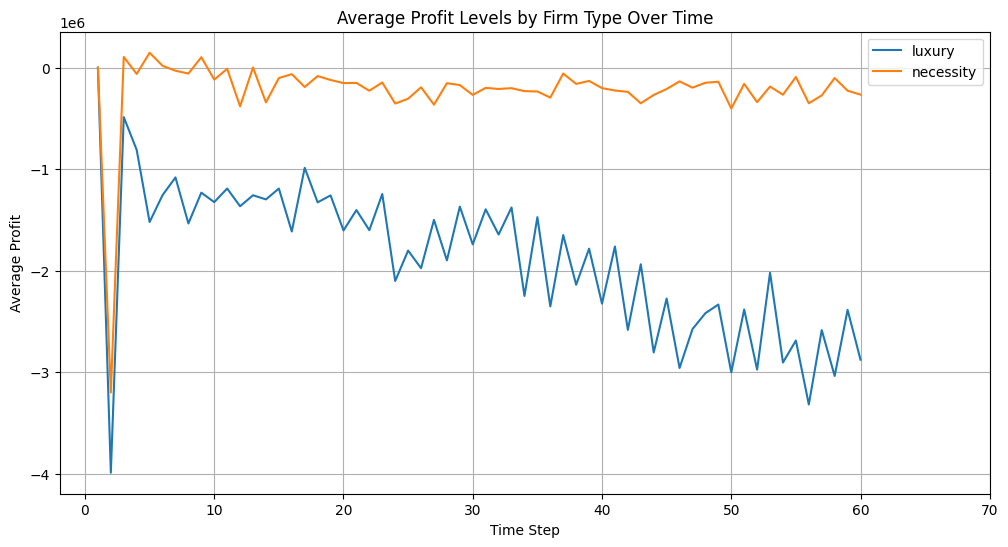 Average Profit Levels by Firm Type Over Time
1e6
luxury
necessity
0
−1
−2
−3
−4
Average Profit
0 10 20 30 40 50 60 70
Time Step